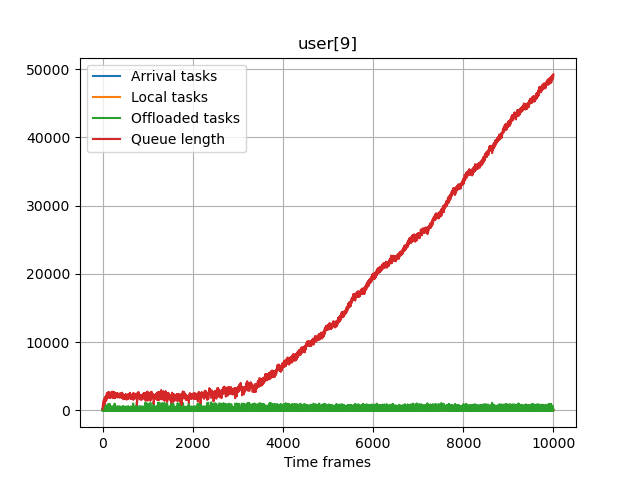 user[9]
Arrival tasks
Local tasks
Offloaded tasks
Queue length
50000
40000
30000
20000
10000
0
0 2000 4000 6000 8000 10000
Time frames